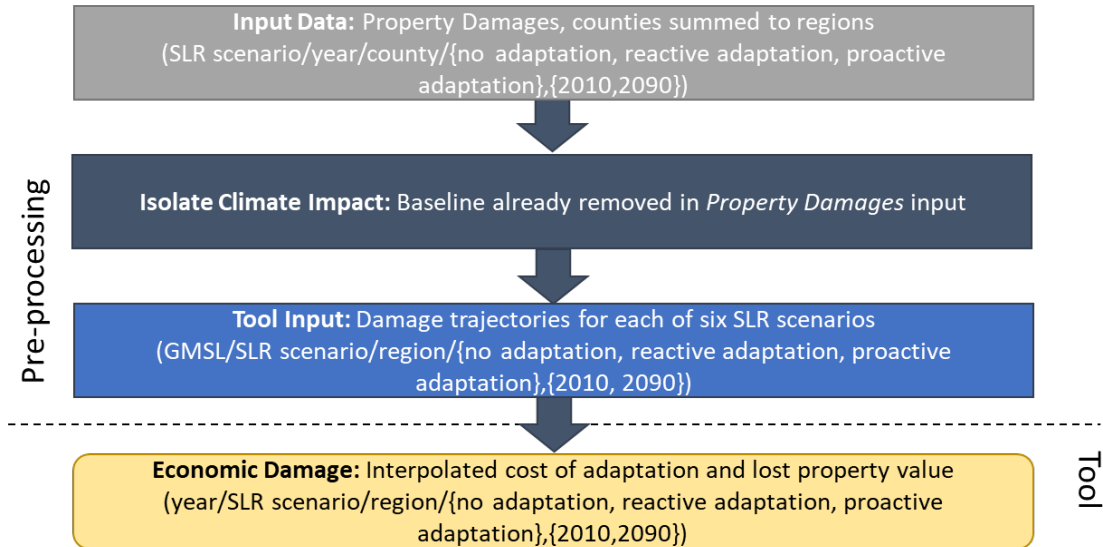 Input Data: Property Damages, counties summed to regions
(SLR scenario/year/county/{no adaptation, reactive adaptation, proactive
adaptation},{2010,2090})
Pre-processing
Isolate Climate Impact: Baseline already removed in Property Damages input
Tool Input: Damage trajectories for each of six SLR scenarios
(GMSL/SLR scenario/region/{no adaptation, reactive adaptation, proactive
adaptation},{2010, 2090})
Tool
Economic Damage: Interpolated cost of adaptation and lost property value
(year/SLR scenario/region/{no adaptation, reactive adaptation, proactive
adaptation},{2010,2090})